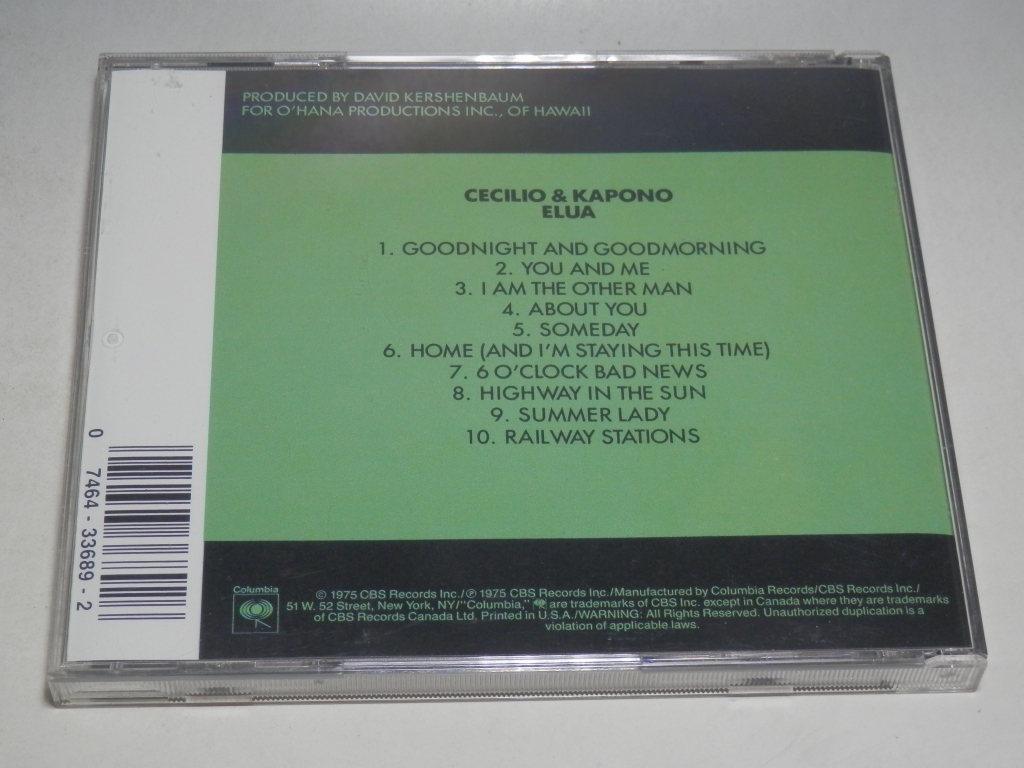 PRODUCED BY DAVID KERSHENBAUM
FOR O'HANA PRODUCTIONS INC., OF HAWAII
CECILIO & KAPONO
ELUA
1. GOODNIGHT AND GOODMORNING
2. YOU AND ME
3. I AM THE OTHER MAN
4. ABOUT YOU
5. SOMEDAY
6. HOME (AND I'M STAYING THIS TIME)
7. 6 O'CLOCK BAD NEWS
8. HIGHWAY IN THE SUN
9. SUMMER LADY
10. RAILWAY STATIONS
0 7464-33689-2
Columbia
© 1975 CBS Records Inc./℗ 1975 CBS Records Inc./Manufactured by Columbia Records/CBS Records Inc./
51 W. 52 Street, New York, NY/"Columbia," are trademarks of CBS Inc. except in Canada where they are trademarks
of CBS Records Canada Ltd. Printed in U.S.A./WARNING: All Rights Reserved. Unauthorized duplication is a
violation of applicable laws.